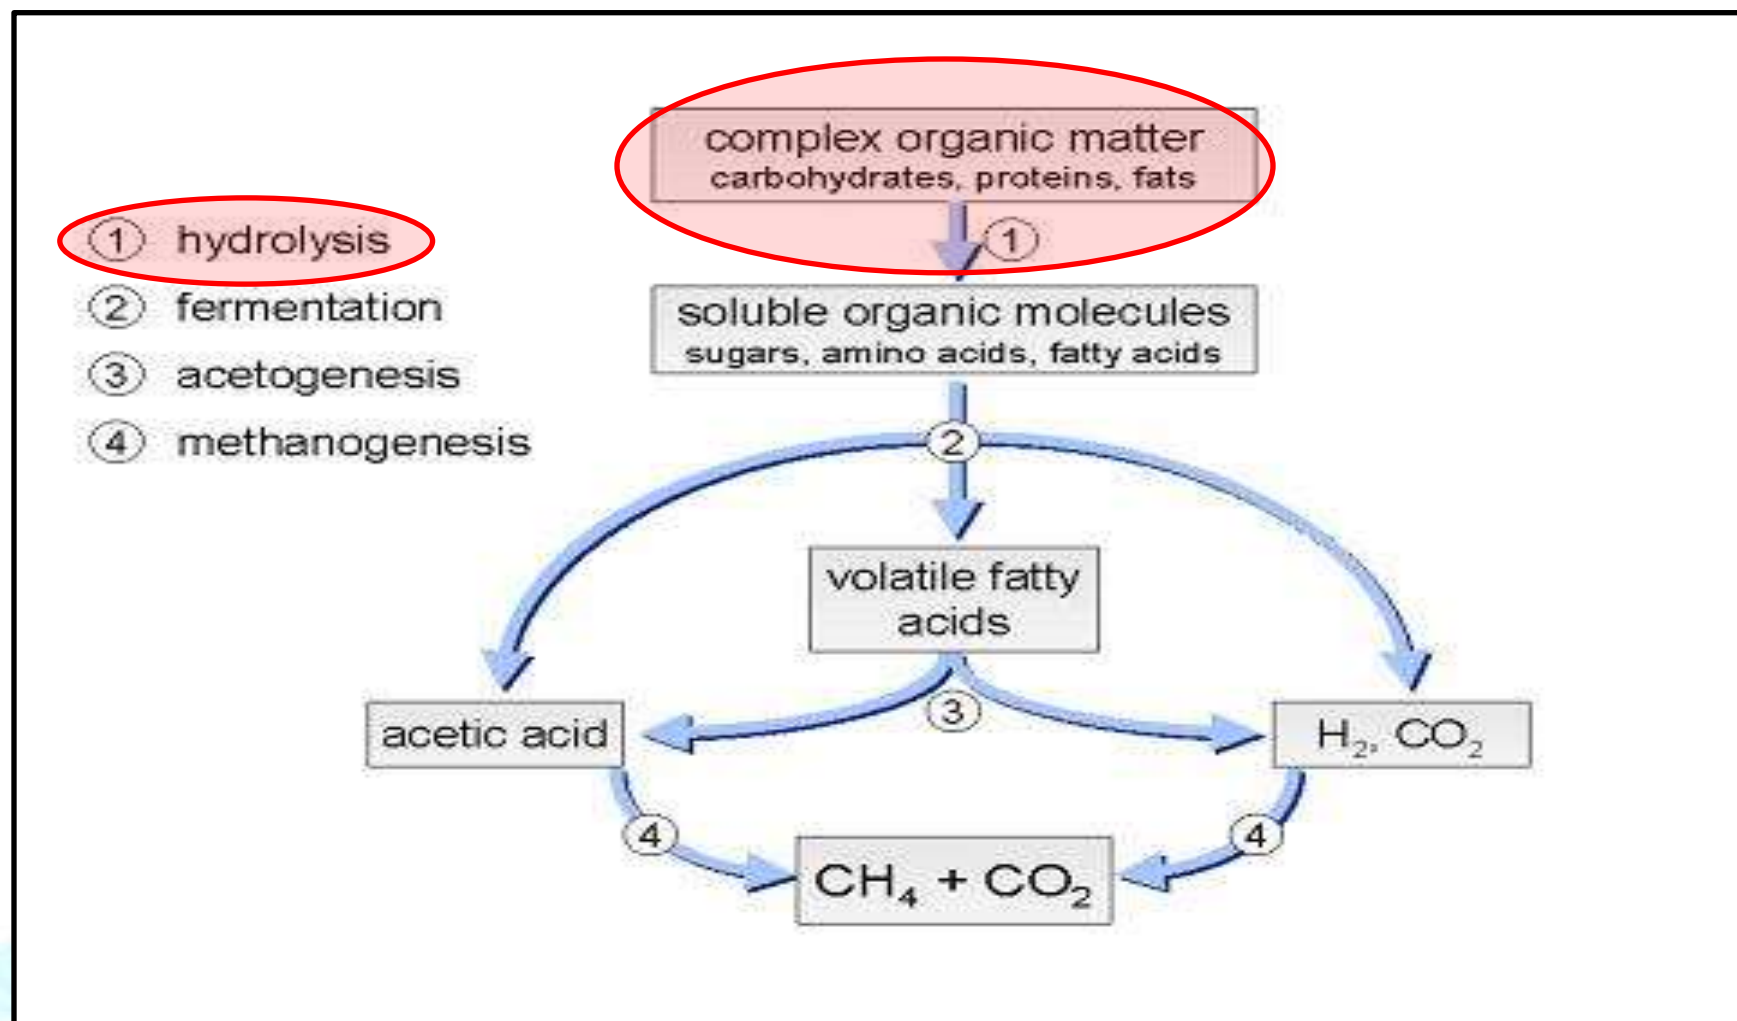 complex organic matter
carbohydrates, proteins, fats
① hydrolysis
② fermentation
③ acetogenesis
④ methanogenesis
①
soluble organic molecules
sugars, amino acids, fatty acids
②
volatile fatty
acids
③
acetic acid
H₂, CO₂
④
④
CH₄ + CO₂